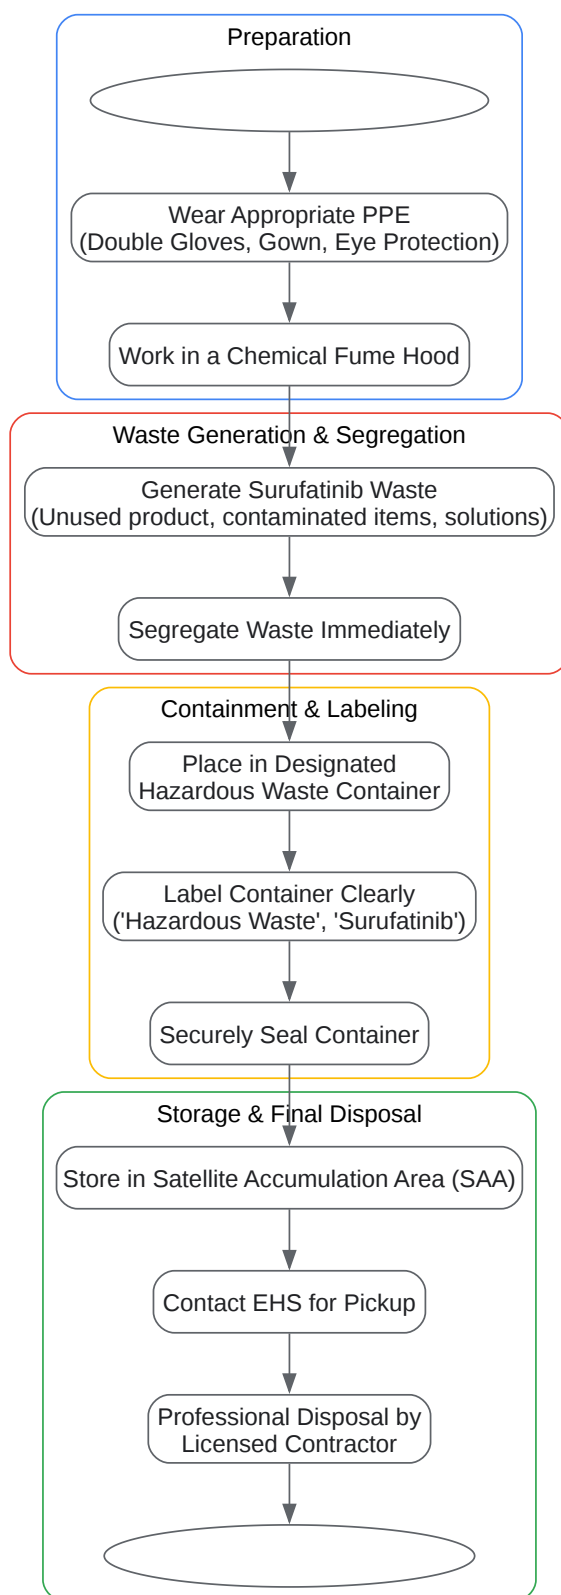 Preparation
Wear Appropriate PPE
(Double Gloves, Gown, Eye Protection)
Work in a Chemical Fume Hood
Waste Generation & Segregation
Generate Surufatinib Waste
(Unused product, contaminated items, solutions)
Segregate Waste Immediately
Containment & Labeling
Place in Designated
Hazardous Waste Container
Label Container Clearly
('Hazardous Waste', 'Surufatinib')
Securely Seal Container
Storage & Final Disposal
Store in Satellite Accumulation Area (SAA)
Contact EHS for Pickup
Professional Disposal by
Licensed Contractor